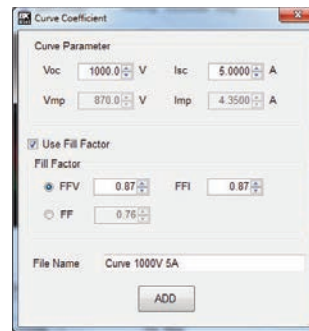 Curve Coefficient
Curve Parameter
Voc 1000.0 V Isc 5.0000 A
Vmp 870.0 V Imp 4.3500 A
Use Fill Factor
Fill Factor
FFV 0.87 FFI 0.87
FF 0.76
File Name Curve 1000V 5A
ADD